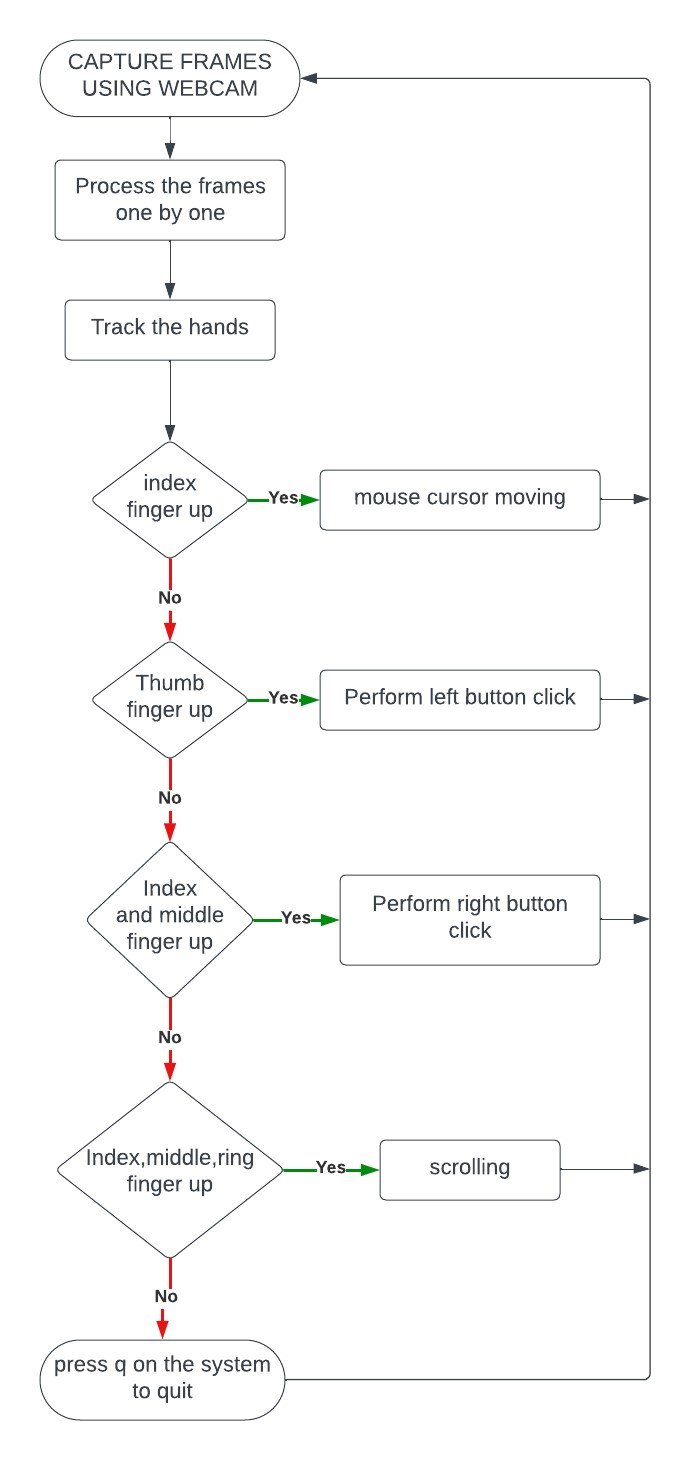 CAPTURE FRAMES
USING WEBCAM
Process the frames
one by one
Track the hands
index
finger up
Yes
mouse cursor moving
No
Thumb
finger up
Yes
Perform left button click
No
Index
and middle
finger up
Yes
Perform right button
click
No
Index,middle,ring
finger up
Yes
scrolling
No
press q on the system
to quit